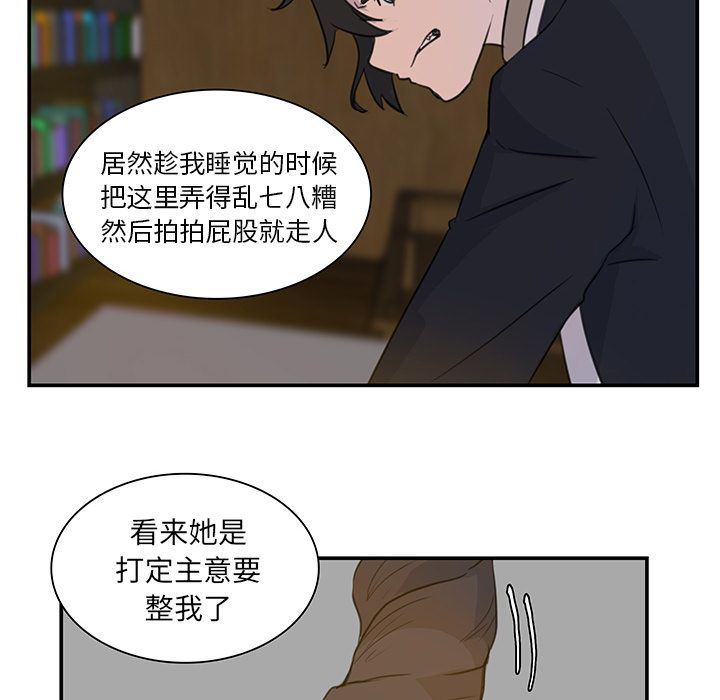 居然趁我睡觉的时候
把这里弄得乱七八糟
然后拍拍屁股就走人
看来她是
打定主意要
整我了